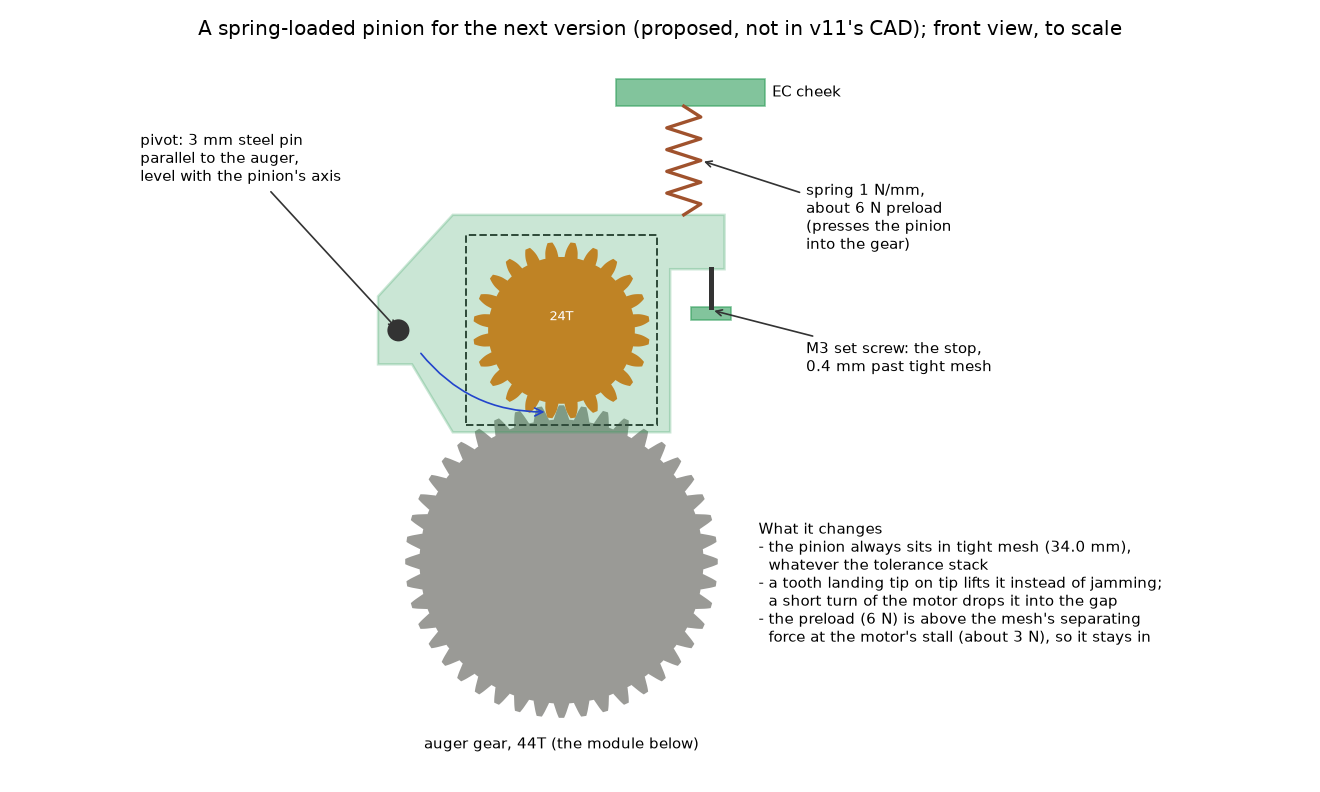 A spring-loaded pinion for the next version (proposed, not in v11's CAD); front view, to scale
EC cheek
pivot: 3 mm steel pin
parallel to the auger,
level with the pinion's axis
spring 1 N/mm,
about 6 N preload
(presses the pinion
into the gear)
24T
M3 set screw: the stop,
0.4 mm past tight mesh
What it changes
- the pinion always sits in tight mesh (34.0 mm),
whatever the tolerance stack
- a tooth landing tip on tip lifts it instead of jamming;
a short turn of the motor drops it into the gap
- the preload (6 N) is above the mesh's separating
force at the motor's stall (about 3 N), so it stays in
auger gear, 44T (the module below)